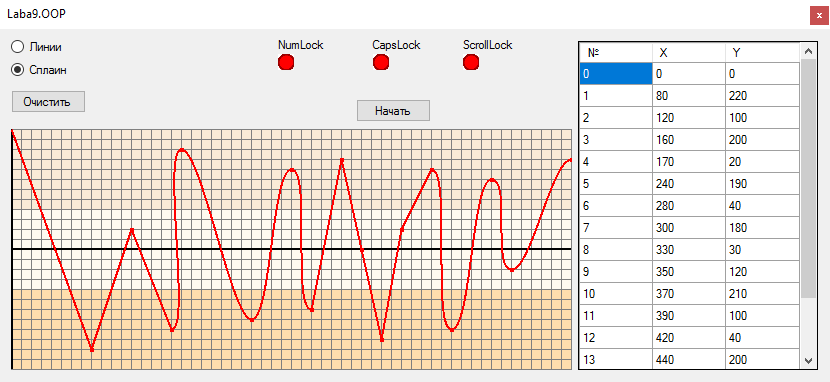 Laba9.OOP
Линии
Сплаин
Очистить
NumLock CapsLock ScrollLock
Начать
№ X Y
0 0 0
1 80 220
2 120 100
3 160 200
4 170 20
5 240 190
6 280 40
7 300 180
8 330 30
9 350 120
10 370 210
11 390 100
12 420 40
13 440 200